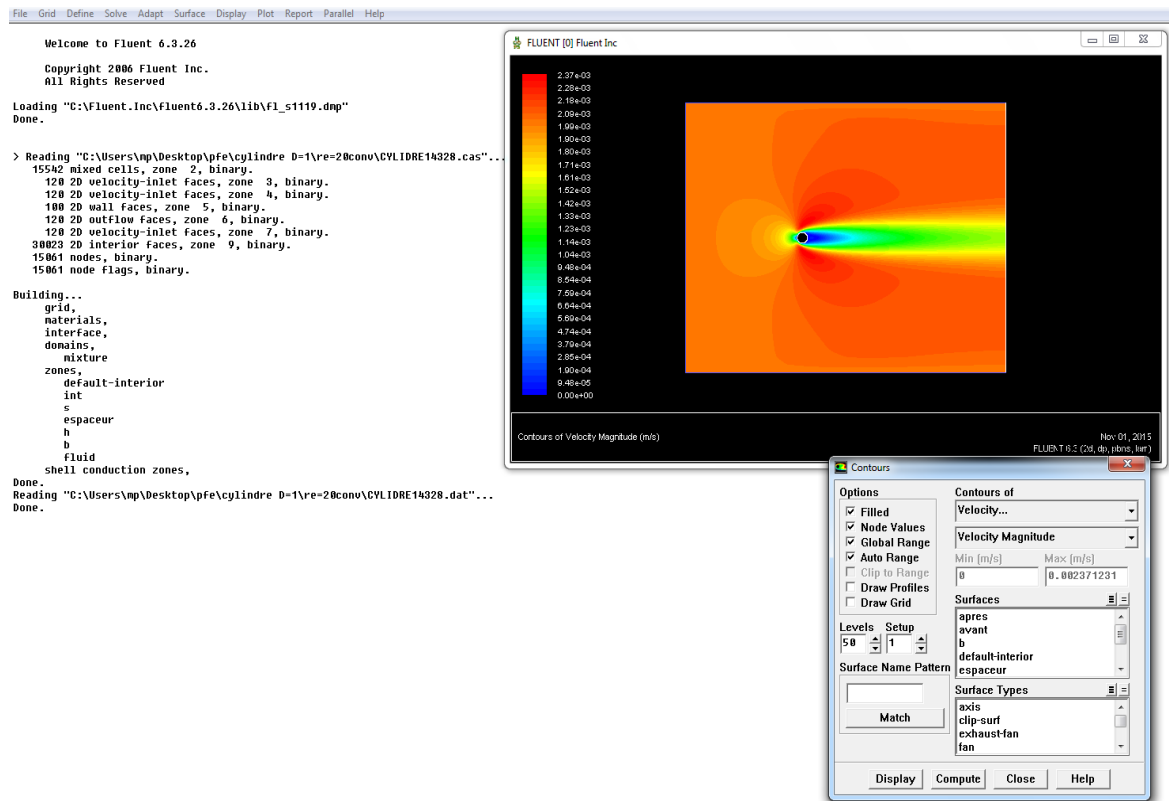 File Grid Define Solve Adapt Surface Display Plot Report Parallel Help
Welcome to Fluent 6.3.26
Copyright 2006 Fluent Inc.
All Rights Reserved
Loading "C:\Fluent.Inc\fluent6.3.26\lib\fl_s1119.dmp"
Done.
> Reading "C:\Users\mp\Desktop\pfe\cylindre D=1\re=20conv\CYLIDRE14328.cas"...
15542 mixed cells, zone 2, binary.
120 2D velocity-inlet faces, zone 3, binary.
120 2D velocity-inlet faces, zone 4, binary.
100 2D wall faces, zone 5, binary.
120 2D outflow faces, zone 6, binary.
120 2D velocity-inlet faces, zone 7, binary.
30023 2D interior faces, zone 9, binary.
15061 nodes, binary.
15061 node flags, binary.
Building...
grid,
materials,
interface,
domains,
mixture
zones,
default-interior
int
s
espaceur
h
b
fluid
shell conduction zones,
Done.
Reading "C:\Users\mp\Desktop\pfe\cylindre D=1\re=20conv\CYLIDRE14328.dat"...
Done.
FLUENT [0] Fluent Inc
2.37e-03
2.28e-03
2.18e-03
2.09e-03
1.99e-03
1.90e-03
1.80e-03
1.71e-03
1.61e-03
1.52e-03
1.42e-03
1.33e-03
1.23e-03
1.14e-03
1.04e-03
9.48e-04
8.54e-04
7.59e-04
6.64e-04
5.69e-04
4.74e-04
3.79e-04
2.85e-04
1.90e-04
9.48e-05
0.00e+00
Contours of Velocity Magnitude (m/s)
Nov 01, 2015
FLUENT 6.3 (2d, dp, pbns, lam)
Contours
Options
Filled
Node Values
Global Range
Auto Range
Clip to Range
Draw Profiles
Draw Grid
Levels Setup
50 1
Surface Name Pattern
Match
Contours of
Velocity...
Velocity Magnitude
Min (m/s) Max (m/s)
0 0.002371231
Surfaces
apres
avant
b
default-interior
espaceur
Surface Types
axis
clip-surf
exhaust-fan
fan
Display Compute Close Help